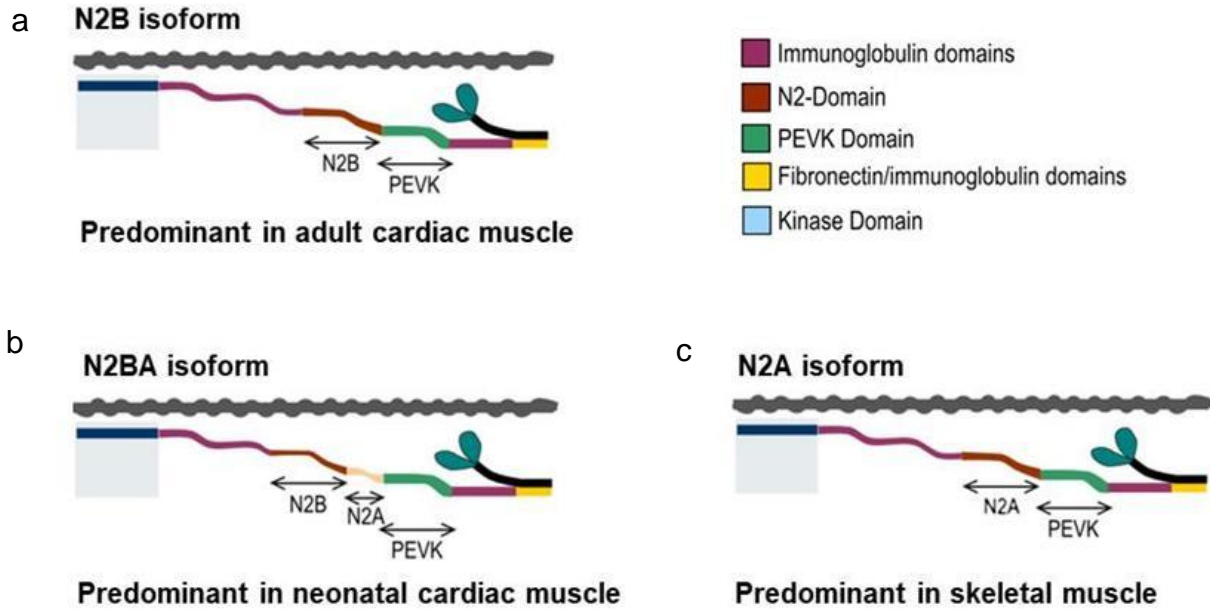 a
N2B isoform
N2B
PEVK
Predominant in adult cardiac muscle
Immunoglobulin domains
N2-Domain
PEVK Domain
Fibronectin/immunoglobulin domains
Kinase Domain
b
N2BA isoform
N2B
N2A
PEVK
Predominant in neonatal cardiac muscle
c
N2A isoform
N2A
PEVK
Predominant in skeletal muscle